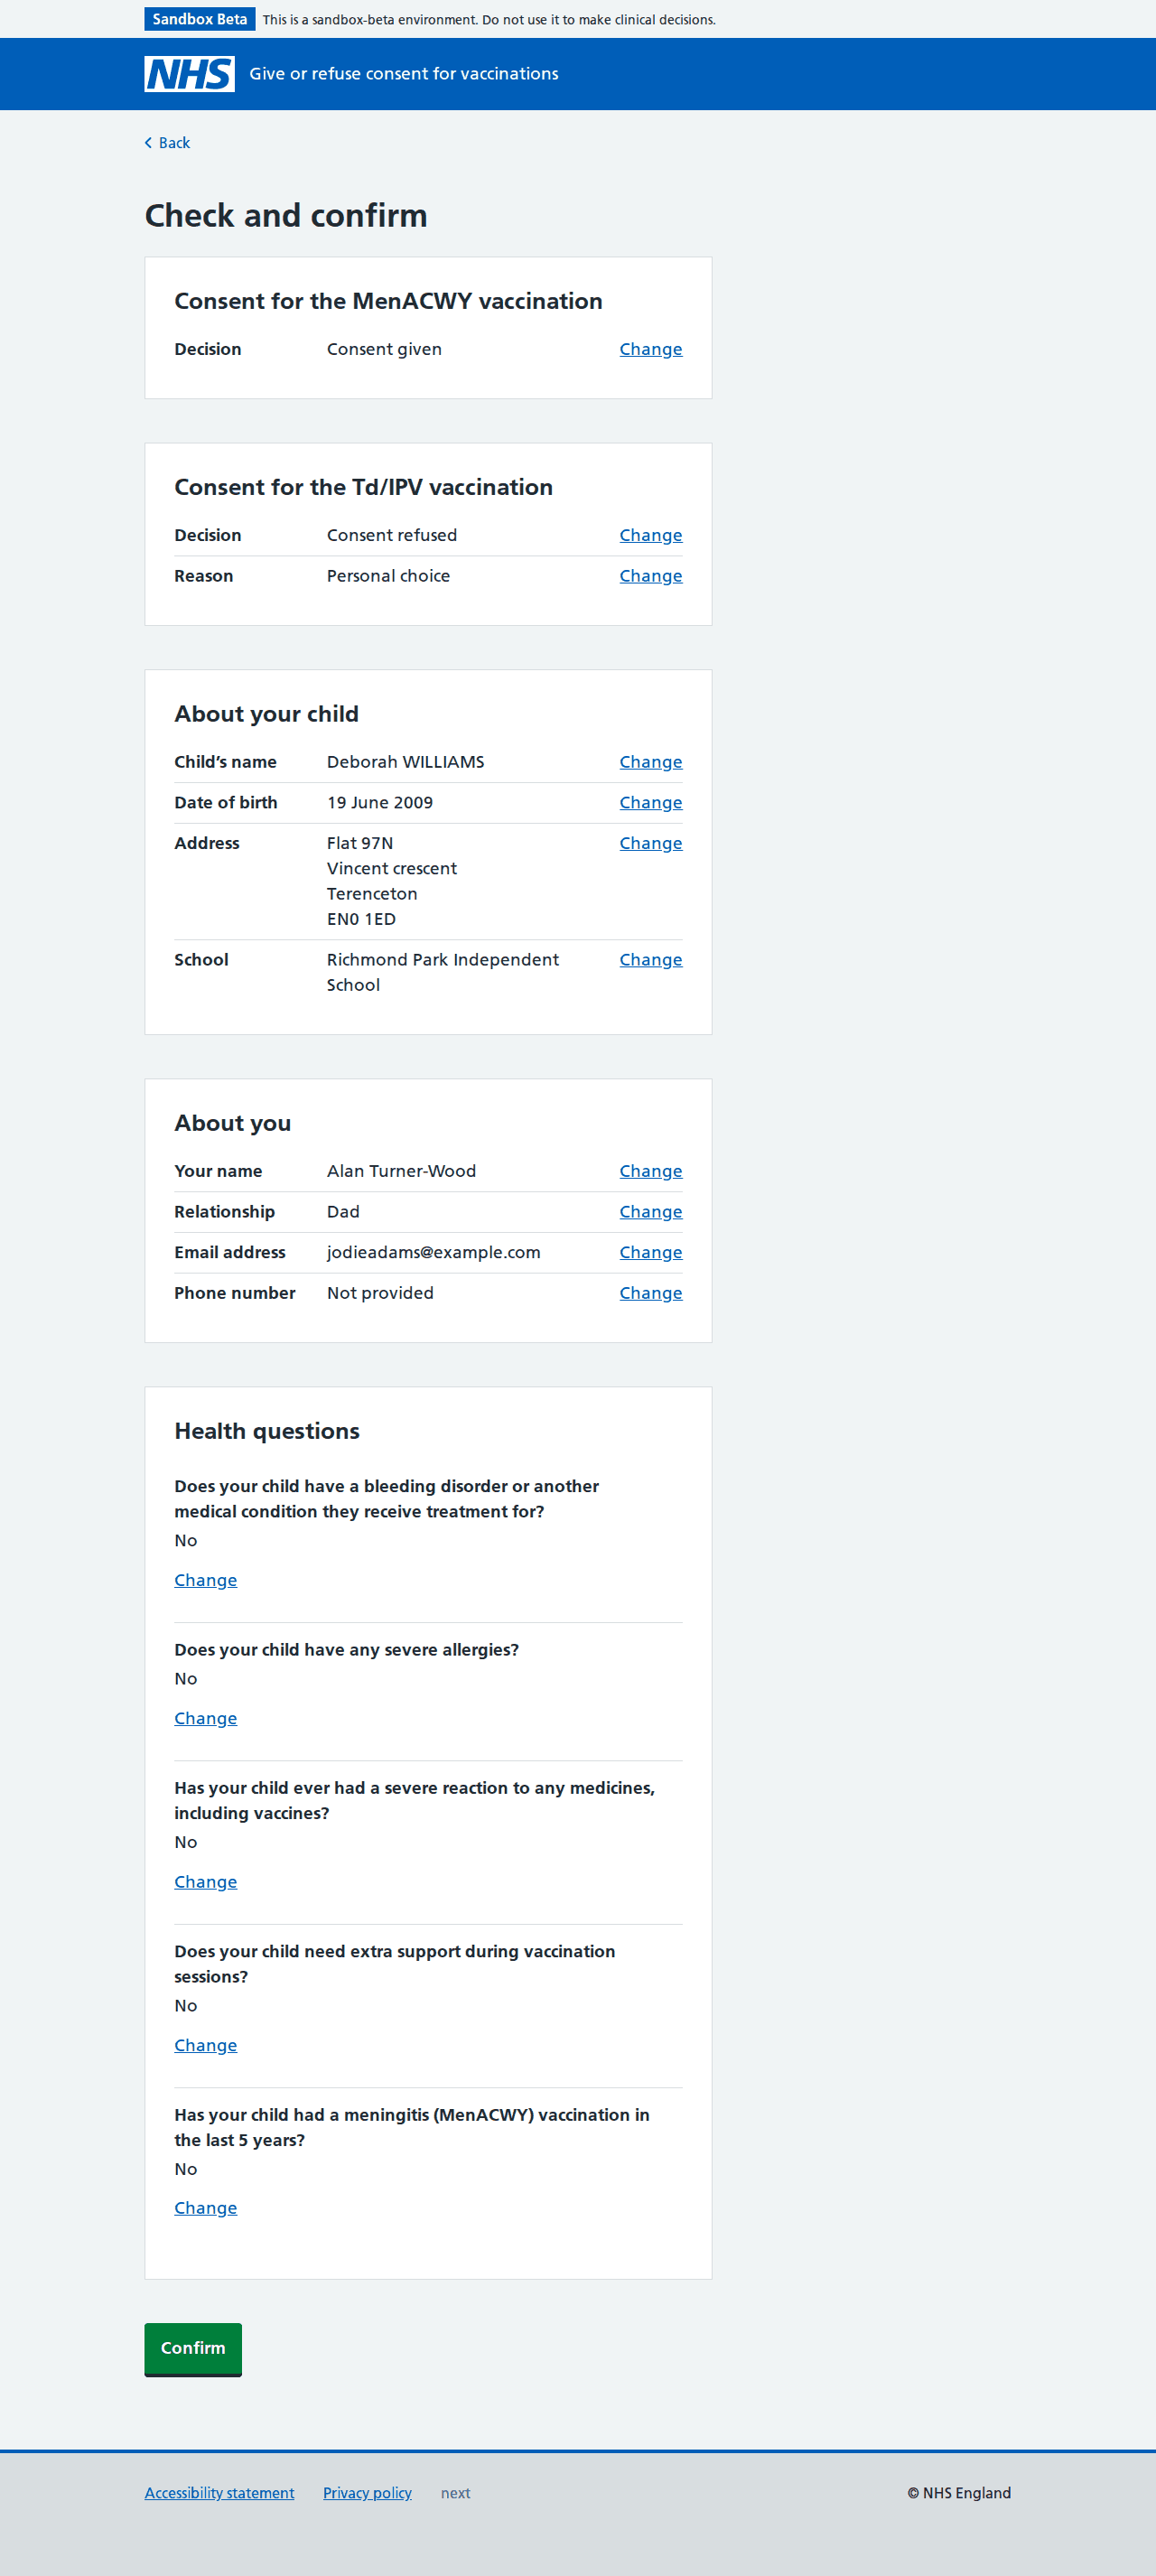 Sandbox Beta This is a sandbox-beta environment. Do not use it to make clinical decisions.
NHS Give or refuse consent for vaccinations
Back
Check and confirm
Consent for the MenACWY vaccination
Decision Consent given Change
Consent for the Td/IPV vaccination
Decision Consent refused Change
Reason Personal choice Change
About your child
Child’s name Deborah WILLIAMS Change
Date of birth 19 June 2009 Change
Address Flat 97N Change
Vincent crescent
Terenceton
EN0 1ED
School Richmond Park Independent Change
School
About you
Your name Alan Turner-Wood Change
Relationship Dad Change
Email address jodieadams@example.com Change
Phone number Not provided Change
Health questions
Does your child have a bleeding disorder or another
medical condition they receive treatment for?
No
Change
Does your child have any severe allergies?
No
Change
Has your child ever had a severe reaction to any medicines,
including vaccines?
No
Change
Does your child need extra support during vaccination
sessions?
No
Change
Has your child had a meningitis (MenACWY) vaccination in
the last 5 years?
No
Change
Confirm
Accessibility statement Privacy policy next © NHS England